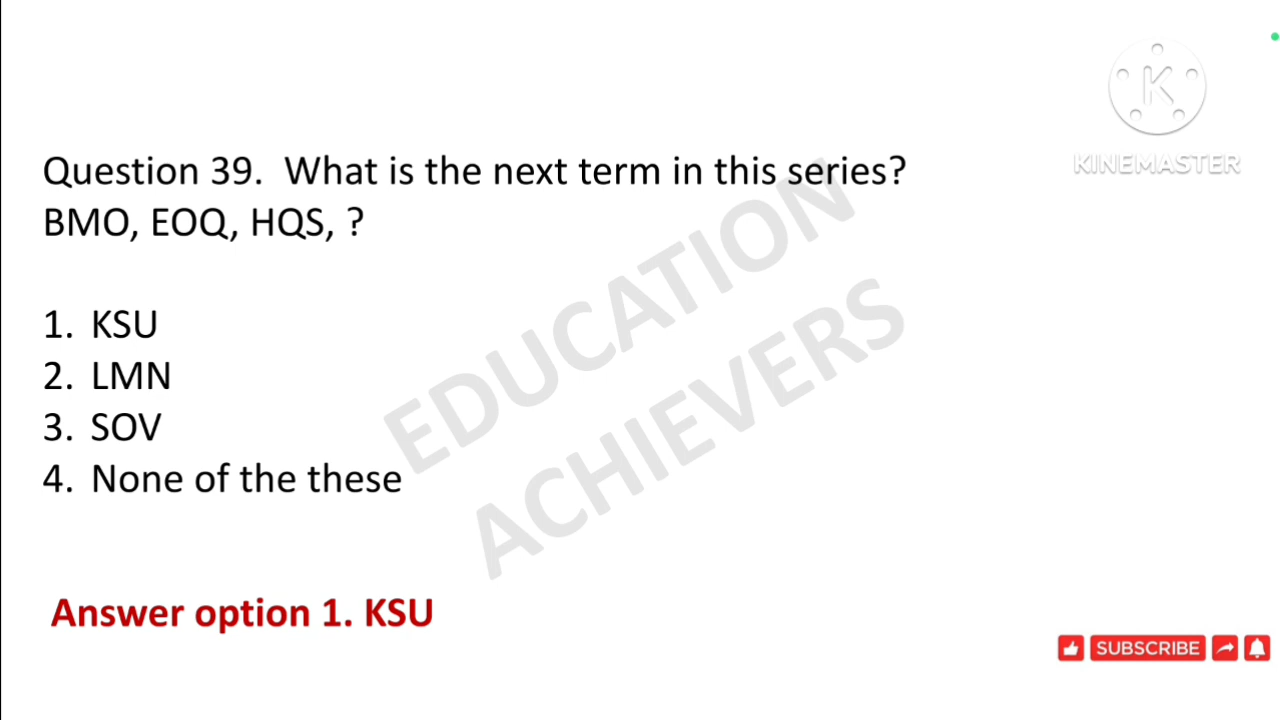 KINEMASTER
Question 39.  What is the next term in this series?
BMO, EOQ, HQS, ?
1. KSU
2. LMN
3. SOV
4. None of the these
EDUCATION
ACHIEVERS
Answer option 1. KSU
SUBSCRIBE